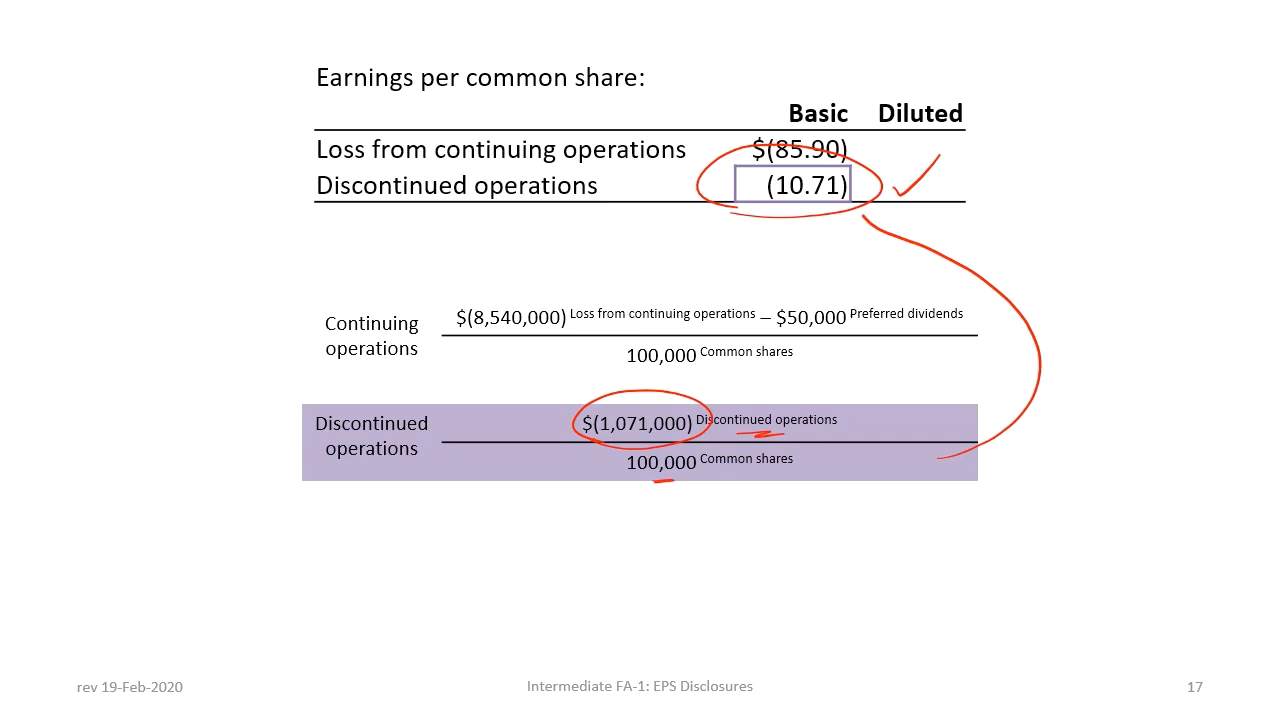 Earnings per common share:
Basic Diluted
Loss from continuing operations $(85.90)
Discontinued operations (10.71)
Continuing operations
$(8,540,000) Loss from continuing operations – $50,000 Preferred dividends
100,000 Common shares
Discontinued operations
$(1,071,000) Discontinued operations
100,000 Common shares
rev 19-Feb-2020 Intermediate FA-1: EPS Disclosures 17